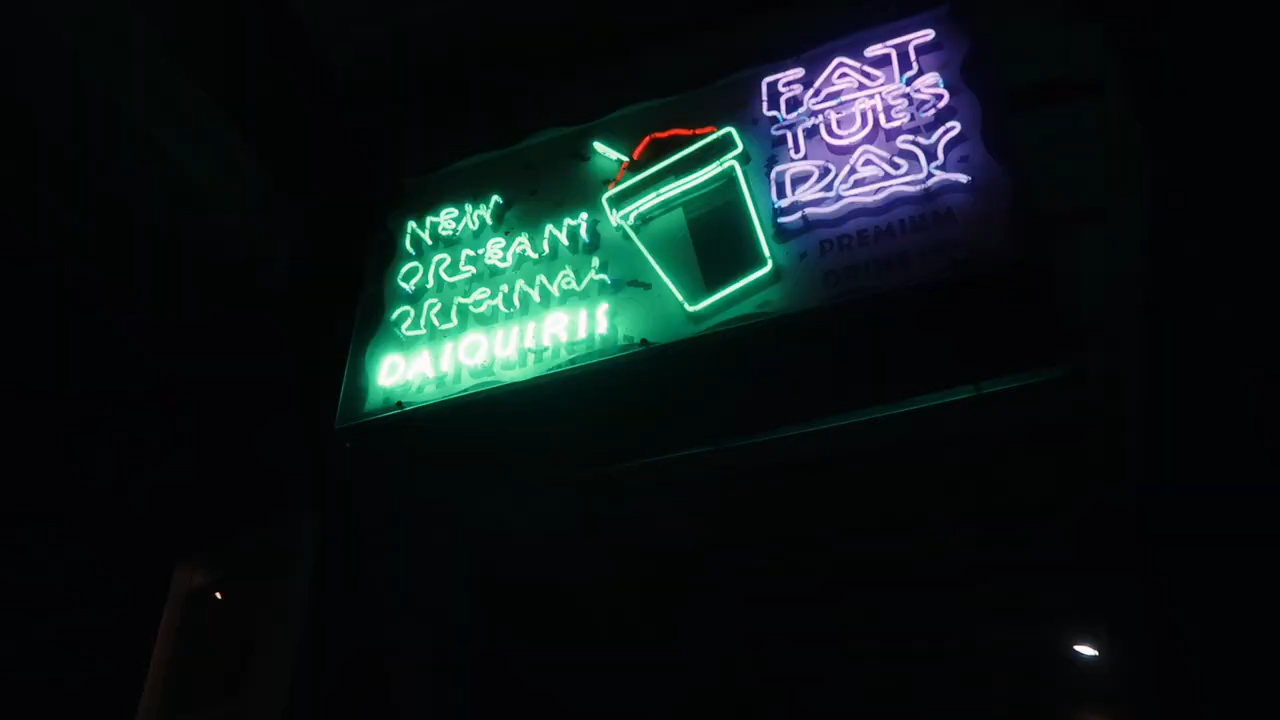 NEW
ORLEANS
ORIGINAL
DAIQUIRIS
FAT
TUES
DAY
PREMIUM